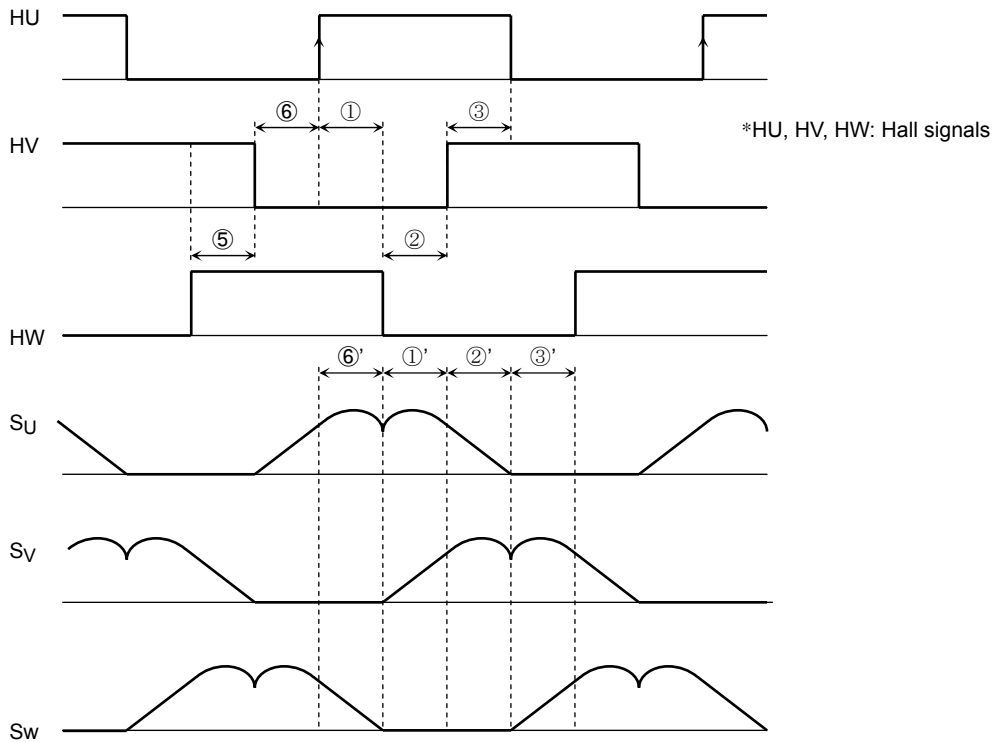 HU
⑥ ① ③
HV
*HU, HV, HW: Hall signals
⑤ ②
HW
⑥’ ①’ ②’ ③’
SU
SV
SW